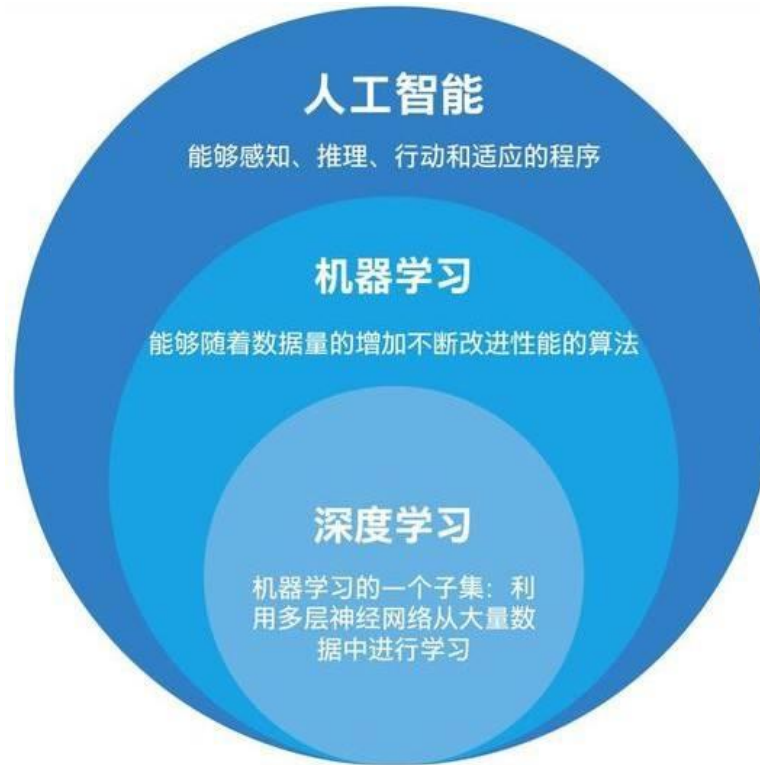 人工智能
能够感知、推理、行动和适应的程序
机器学习
能够随着数据量的增加不断改进性能的算法
深度学习
机器学习的一个子集：利
用多层神经网络从大量数
据中进行学习